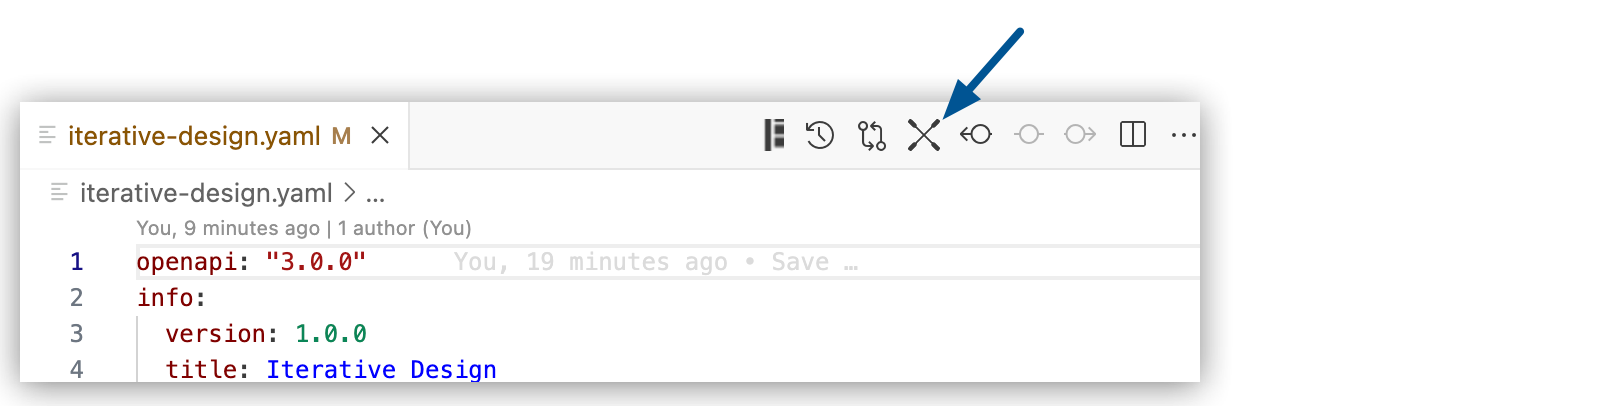 iterative-design.yaml M
iterative-design.yaml > ...
You, 9 minutes ago | 1 author (You)
1 openapi: "3.0.0" You, 19 minutes ago • Save …
2 info:
3 version: 1.0.0
4 title: Iterative Design